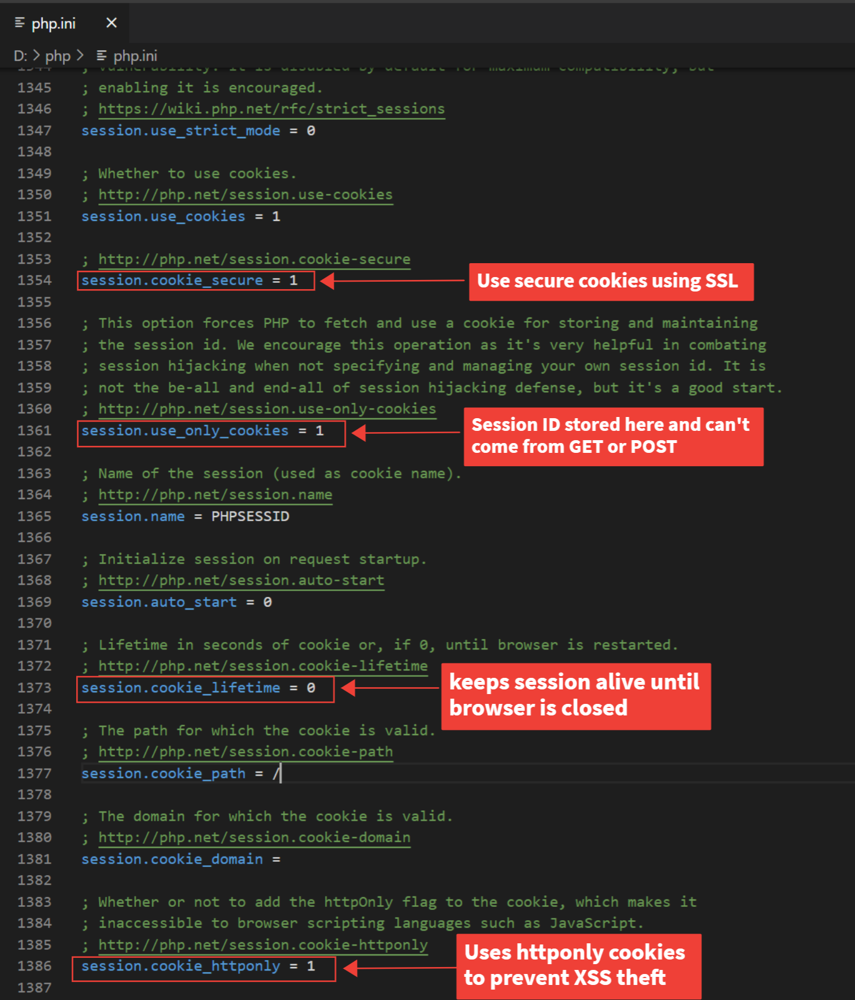 php.ini
D: > php > php.ini
1344 ; vulnerability. It is disabled by default for maximum compatibility, but
1345 ; enabling it is encouraged.
1346 ; https://wiki.php.net/rfc/strict_sessions
1347 session.use_strict_mode = 0
1348
1349 ; Whether to use cookies.
1350 ; http://php.net/session.use-cookies
1351 session.use_cookies = 1
1352
1353 ; http://php.net/session.cookie-secure
1354 session.cookie_secure = 1
Use secure cookies using SSL
1355
1356 ; This option forces PHP to fetch and use a cookie for storing and maintaining
1357 ; the session id. We encourage this operation as it's very helpful in combating
1358 ; session hijacking when not specifying and managing your own session id. It is
1359 ; not the be-all and end-all of session hijacking defense, but it's a good start.
1360 ; http://php.net/session.use-only-cookies
1361 session.use_only_cookies = 1
Session ID stored here and can't
come from GET or POST
1362
1363 ; Name of the session (used as cookie name).
1364 ; http://php.net/session.name
1365 session.name = PHPSESSID
1366
1367 ; Initialize session on request startup.
1368 ; http://php.net/session.auto-start
1369 session.auto_start = 0
1370
1371 ; Lifetime in seconds of cookie or, if 0, until browser is restarted.
1372 ; http://php.net/session.cookie-lifetime
1373 session.cookie_lifetime = 0
keeps session alive until
browser is closed
1374
1375 ; The path for which the cookie is valid.
1376 ; http://php.net/session.cookie-path
1377 session.cookie_path = /
1378
1379 ; The domain for which the cookie is valid.
1380 ; http://php.net/session.cookie-domain
1381 session.cookie_domain =
1382
1383 ; Whether or not to add the httpOnly flag to the cookie, which makes it
1384 ; inaccessible to browser scripting languages such as JavaScript.
1385 ; http://php.net/session.cookie-httponly
1386 session.cookie_httponly = 1
Uses httponly cookies
to prevent XSS theft
1387